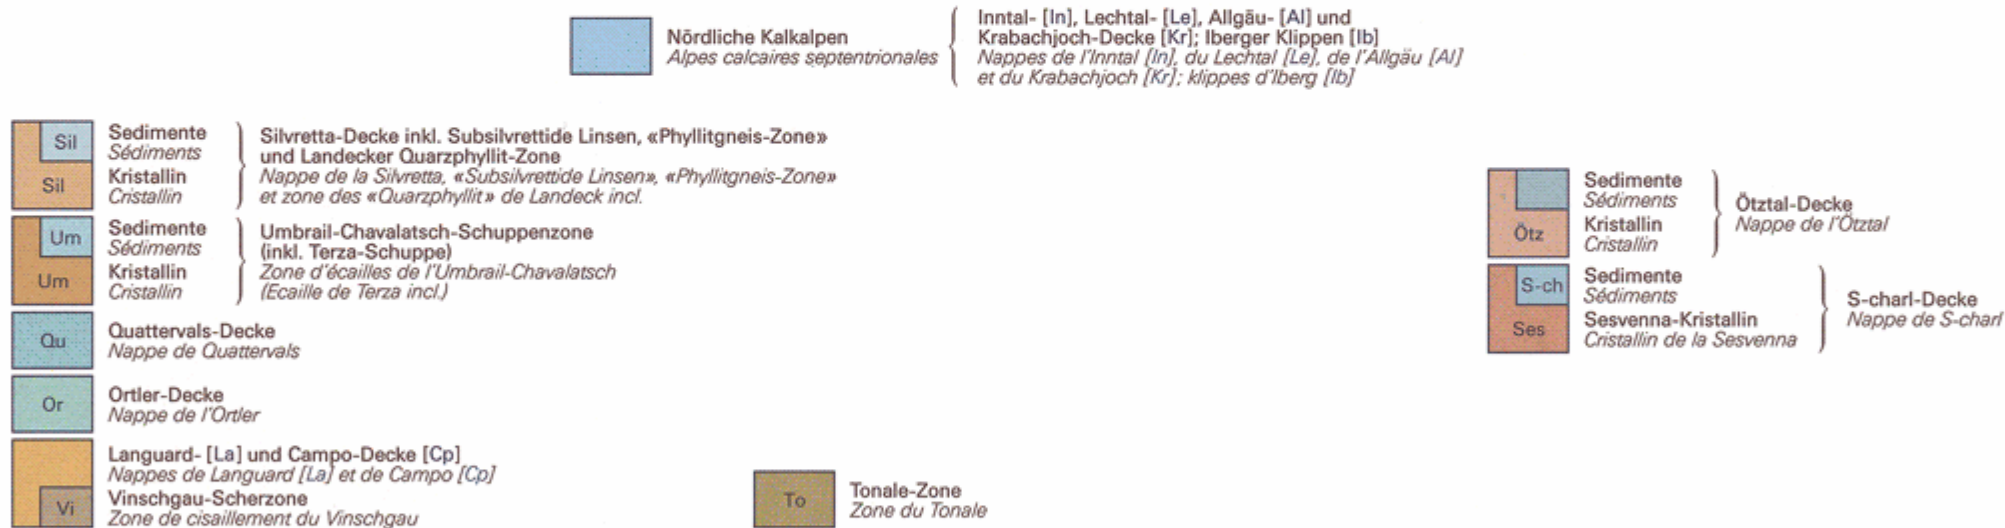 Nördliche Kalkalpen
Alpes calcaires septentrionales
Inntal- [In], Lechtal- [Le], Allgäu- [Al] und
Krabachjoch-Decke [Kr]; Iberger Klippen [Ib]
Nappes de l'Inntal [In], du Lechtal [Le], de l'Allgäu [Al]
et du Krabachjoch [Kr]; klippes d'Iberg [Ib]
Sil
Sil
Sedimente
Sédiments
Kristallin
Cristallin
Silvretta-Decke inkl. Subsilvrettide Linsen, «Phyllitgneis-Zone»
und Landecker Quarzphyllit-Zone
Nappe de la Silvretta, «Subsilvrettide Linsen», «Phyllitgneis-Zone»
et zone des «Quarzphyllit» de Landeck incl.
Um
Um
Sedimente
Sédiments
Kristallin
Cristallin
Umbrail-Chavalatsch-Schuppenzone
(inkl. Terza-Schuppe)
Zone d'écailles de l'Umbrail-Chavalatsch
(Ecaille de Terza incl.)
Qu
Quattervals-Decke
Nappe de Quattervals
Or
Ortler-Decke
Nappe de l'Ortler
Languard- [La] und Campo-Decke [Cp]
Nappes de Languard [La] et de Campo [Cp]
Vi
Vinschgau-Scherzone
Zone de cisaillement du Vinschgau
To
Tonale-Zone
Zone du Tonale
Ötz
Sedimente
Sédiments
Kristallin
Cristallin
Ötztal-Decke
Nappe de l'Ötztal
S-ch
Ses
Sedimente
Sédiments
Sesvenna-Kristallin
Cristallin de la Sesvenna
S-charl-Decke
Nappe de S-charl